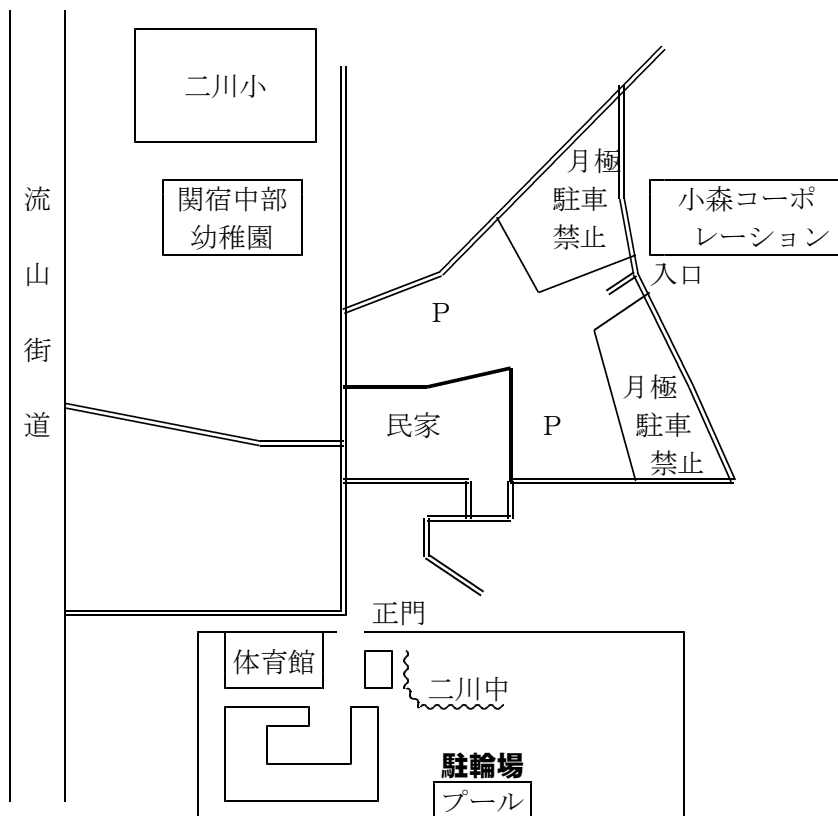 二川小
関宿中部
幼稚園
流山街道
月極
駐車
禁止
小森コーポ
レーション
入口
P
民家
P
月極
駐車
禁止
正門
体育館
二川中
駐輪場
プール